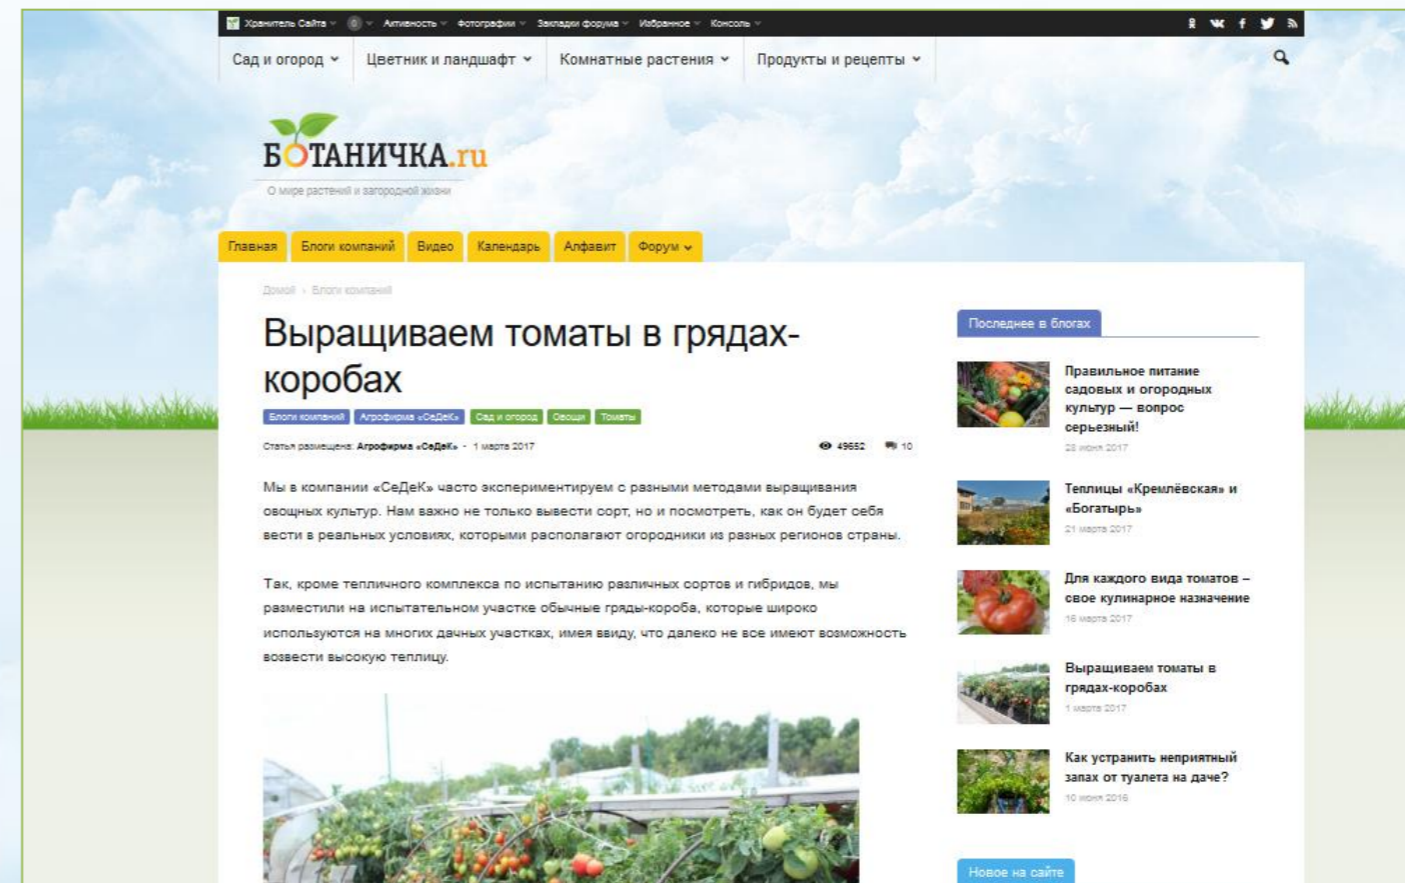 Хранитель Сайта 0 Активность Фотографии Закладки форума Избранное Консоль
Сад и огород Цветник и ландшафт Комнатные растения Продукты и рецепты
БОТАНИЧКА.ru
О мире растений и загородной жизни
Главная Блоги компаний Видео Календарь Алфавит Форум
Домой › Блоги компаний
Выращиваем томаты в грядах-
коробах
Блоги компаний Агрофирма «СеДеК» Сад и огород Овощи Томаты
Статья размещена: Агрофирма «СеДеК» - 1 марта 2017 49652 10
Мы в компании «СеДеК» часто экспериментируем с разными методами выращивания
овощных культур. Нам важно не только вывести сорт, но и посмотреть, как он будет себя
вести в реальных условиях, которыми располагают огородники из разных регионов страны.
Так, кроме тепличного комплекса по испытанию различных сортов и гибридов, мы
разместили на испытательном участке обычные гряды-короба, которые широко
используются на многих дачных участках, имея ввиду, что далеко не все имеют возможность
возвести высокую теплицу.
Последнее в блогах
Правильное питание
садовых и огородных
культур — вопрос
серьезный!
28 июня 2017
Теплицы «Кремлёвская» и
«Богатырь»
21 марта 2017
Для каждого вида томатов –
свое кулинарное назначение
16 марта 2017
Выращиваем томаты в
грядах-коробах
1 марта 2017
Как устранить неприятный
запах от туалета на даче?
10 июня 2016
Новое на сайте